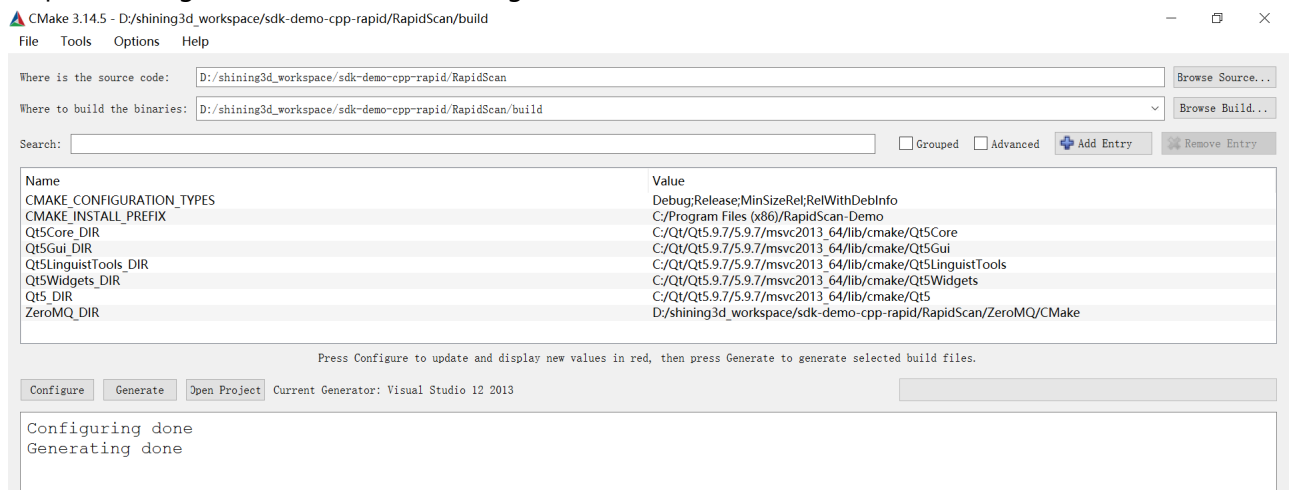 CMake 3.14.5 - D:/shining3d_workspace/sdk-demo-cpp-rapid/RapidScan/build
File Tools Options Help
Where is the source code: D:/shining3d_workspace/sdk-demo-cpp-rapid/RapidScan Browse Source...
Where to build the binaries: D:/shining3d_workspace/sdk-demo-cpp-rapid/RapidScan/build Browse Build...
Search: Grouped Advanced Add Entry Remove Entry
Name Value
CMAKE_CONFIGURATION_TYPES Debug;Release;MinSizeRel;RelWithDebInfo
CMAKE_INSTALL_PREFIX C:/Program Files (x86)/RapidScan-Demo
Qt5Core_DIR C:/Qt/Qt5.9.7/5.9.7/msvc2013_64/lib/cmake/Qt5Core
Qt5Gui_DIR C:/Qt/Qt5.9.7/5.9.7/msvc2013_64/lib/cmake/Qt5Gui
Qt5LinguistTools_DIR C:/Qt/Qt5.9.7/5.9.7/msvc2013_64/lib/cmake/Qt5LinguistTools
Qt5Widgets_DIR C:/Qt/Qt5.9.7/5.9.7/msvc2013_64/lib/cmake/Qt5Widgets
Qt5_DIR C:/Qt/Qt5.9.7/5.9.7/msvc2013_64/lib/cmake/Qt5
ZeroMQ_DIR D:/shining3d_workspace/sdk-demo-cpp-rapid/RapidScan/ZeroMQ/CMake
Press Configure to update and display new values in red, then press Generate to generate selected build files.
Configure Generate Open Project Current Generator: Visual Studio 12 2013
Configuring done
Generating done